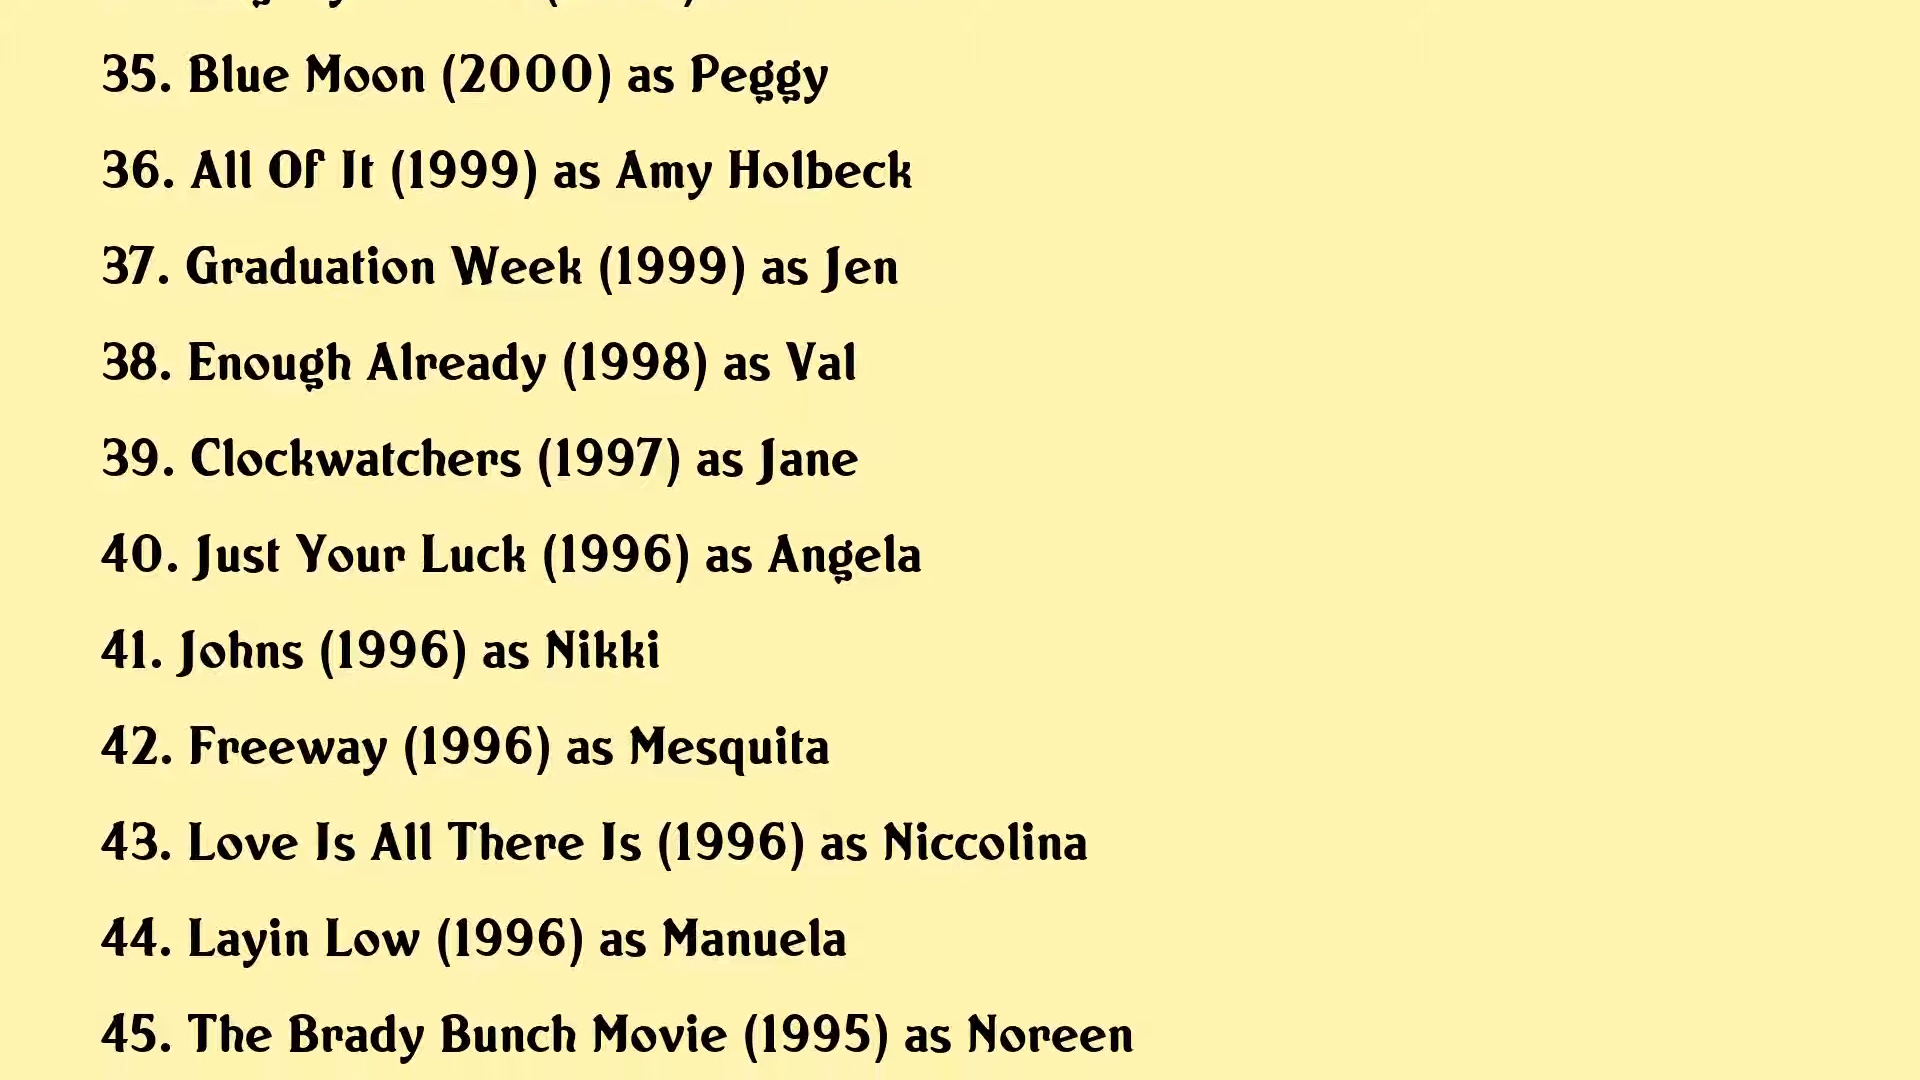 35. Blue Moon (2000) as Peggy
36. All Of It (1999) as Amy Holbeck
37. Graduation Week (1999) as Jen
38. Enough Already (1998) as Val
39. Clockwatchers (1997) as Jane
40. Just Your Luck (1996) as Angela
41. Johns (1996) as Nikki
42. Freeway (1996) as Mesquita
43. Love Is All There Is (1996) as Niccolina
44. Layin Low (1996) as Manuela
45. The Brady Bunch Movie (1995) as Noreen